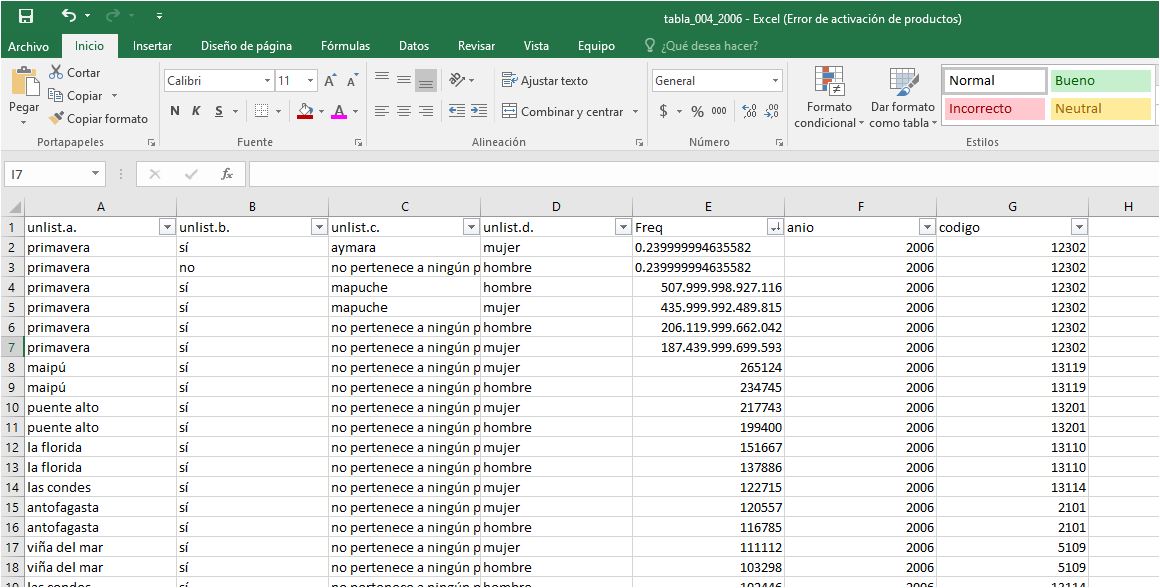 tabla_004_2006 - Excel (Error de activación de productos)
Archivo Inicio Insertar Diseño de página Fórmulas Datos Revisar Vista Equipo ¿Qué desea hacer?
Pegar
Cortar
Copiar
Copiar formato
Portapapeles
Calibri 11 A A
N K S A
Fuente
Ajustar texto
Combinar y centrar
Alineación
General
$ % 000
Número
Formato condicional
Dar formato como tabla
Normal Bueno
Incorrecto Neutral
Estilos
I7 fx
A B C D E F G H
1 unlist.a. unlist.b. unlist.c. unlist.d. Freq anio codigo
2 primavera sí aymara mujer 0.239999994635582 2006 12302
3 primavera no no pertenece a ningún p hombre 0.239999994635582 2006 12302
4 primavera sí mapuche hombre 507.999.998.927.116 2006 12302
5 primavera sí mapuche mujer 435.999.992.489.815 2006 12302
6 primavera sí no pertenece a ningún p hombre 206.119.999.662.042 2006 12302
7 primavera sí no pertenece a ningún p mujer 187.439.999.699.593 2006 12302
8 maipú sí no pertenece a ningún p mujer 265124 2006 13119
9 maipú sí no pertenece a ningún p hombre 234745 2006 13119
10 puente alto sí no pertenece a ningún p mujer 217743 2006 13201
11 puente alto sí no pertenece a ningún p hombre 199400 2006 13201
12 la florida sí no pertenece a ningún p mujer 151667 2006 13110
13 la florida sí no pertenece a ningún p hombre 137886 2006 13110
14 las condes sí no pertenece a ningún p mujer 122715 2006 13114
15 antofagasta sí no pertenece a ningún p mujer 120557 2006 2101
16 antofagasta sí no pertenece a ningún p hombre 116785 2006 2101
17 viña del mar sí no pertenece a ningún p mujer 111112 2006 5109
18 viña del mar sí no pertenece a ningún p hombre 103298 2006 5109